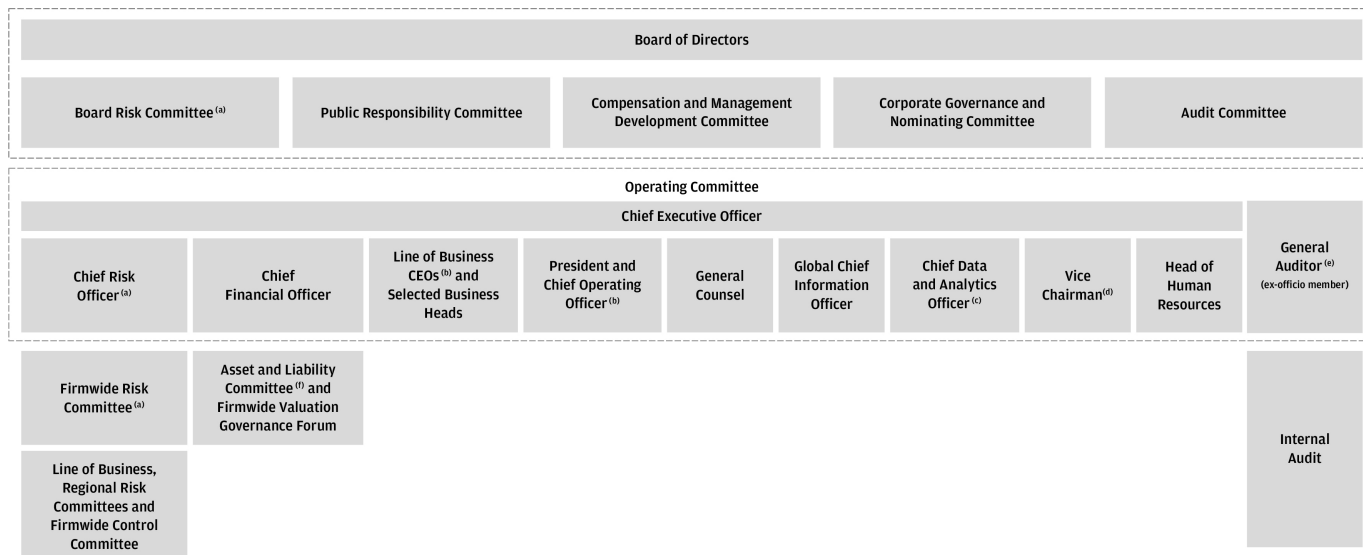 Board of Directors
Board Risk Committee (a)
Public Responsibility Committee
Compensation and Management
Development Committee
Corporate Governance and
Nominating Committee
Audit Committee
Operating Committee
Chief Executive Officer
Chief Risk
Officer (a)
Chief
Financial Officer
Line of Business
CEOs (b) and
Selected Business
Heads
President and
Chief Operating
Officer (b)
General
Counsel
Global Chief
Information
Officer
Chief Data
and Analytics
Officer (c)
Vice
Chairman(d)
Head of
Human
Resources
General
Auditor (e)
(ex-officio member)
Firmwide Risk
Committee (a)
Asset and Liability
Committee (f) and
Firmwide Valuation
Governance Forum
Line of Business,
Regional Risk
Committees and
Firmwide Control
Committee
Internal
Audit